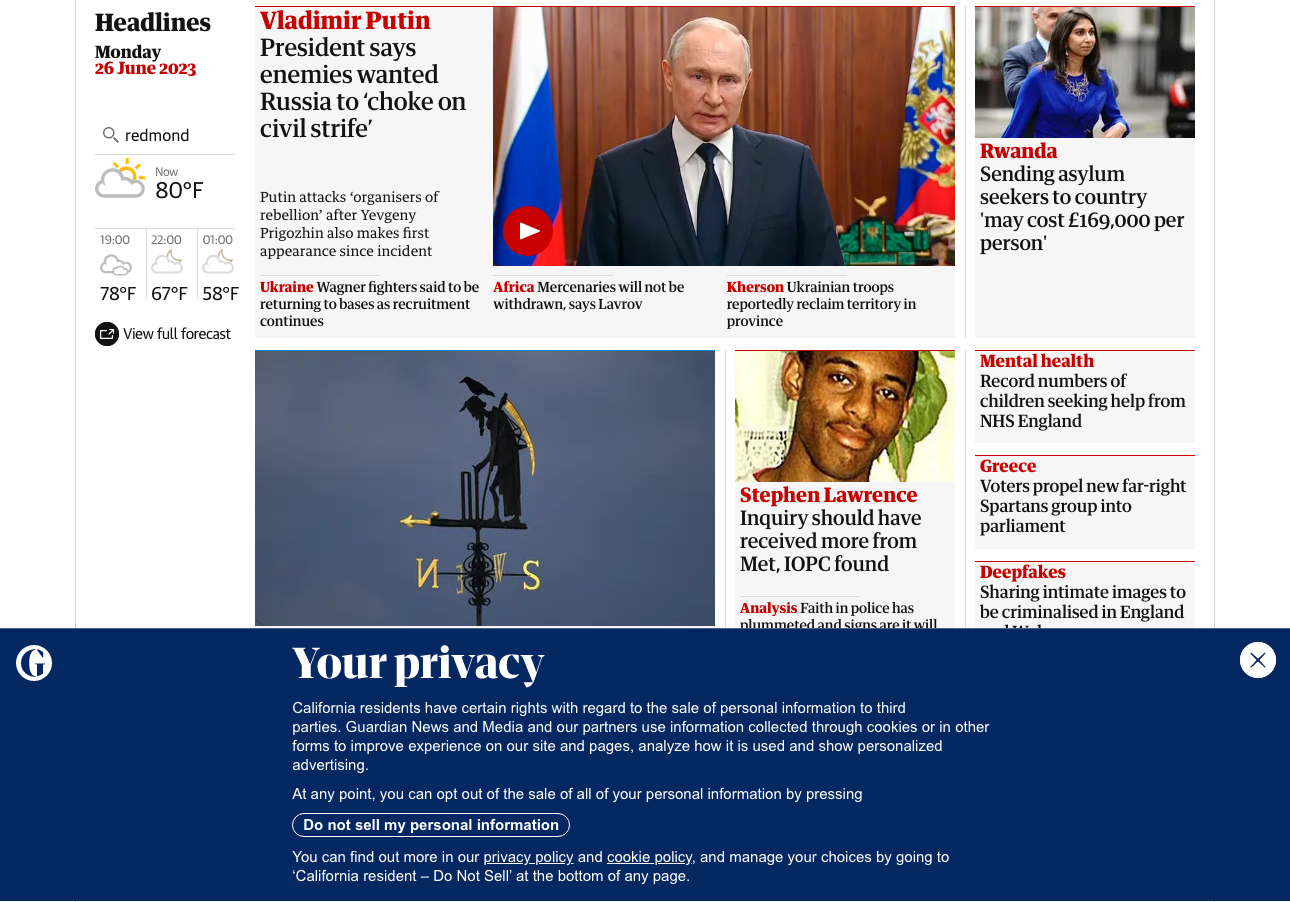 Headlines
Monday
26 June 2023
redmond
Now
80°F
19:00
22:00
01:00
78°F
67°F
58°F
View full forecast
Vladimir Putin
President says
enemies wanted
Russia to ‘choke on
civil strife’
Putin attacks ‘organisers of
rebellion’ after Yevgeny
Prigozhin also makes first
appearance since incident
Ukraine Wagner fighters said to be
returning to bases as recruitment
continues
Africa Mercenaries will not be
withdrawn, says Lavrov
Kherson Ukrainian troops
reportedly reclaim territory in
province
Rwanda
Sending asylum
seekers to country
'may cost £169,000 per
person'
N E W S
Stephen Lawrence
Inquiry should have
received more from
Met, IOPC found
Analysis Faith in police has
plummeted and signs are it will
Mental health
Record numbers of
children seeking help from
NHS England
Greece
Voters propel new far-right
Spartans group into
parliament
Deepfakes
Sharing intimate images to
be criminalised in England
G
Your privacy
California residents have certain rights with regard to the sale of personal information to third
parties. Guardian News and Media and our partners use information collected through cookies or in other
forms to improve experience on our site and pages, analyze how it is used and show personalized
advertising.
At any point, you can opt out of the sale of all of your personal information by pressing
Do not sell my personal information
You can find out more in our privacy policy and cookie policy, and manage your choices by going to
‘California resident – Do Not Sell’ at the bottom of any page.